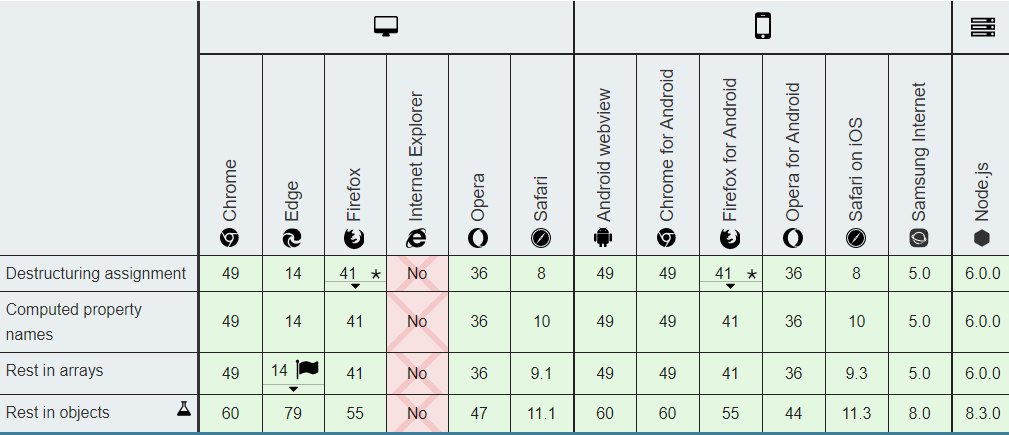 Chrome
Edge
Firefox
Internet Explorer
Opera
Safari
Android webview
Chrome for Android
Firefox for Android
Opera for Android
Safari on iOS
Samsung Internet
Node.js
Destructuring assignment 49 14 41 * No 36 8 49 49 41 * 36 8 5.0 6.0.0
Computed property
names 49 14 41 No 36 10 49 49 41 36 10 5.0 6.0.0
Rest in arrays 49 14 41 No 36 9.1 49 49 41 36 9.3 5.0 6.0.0
Rest in objects 60 79 55 No 47 11.1 60 60 55 44 11.3 8.0 8.3.0